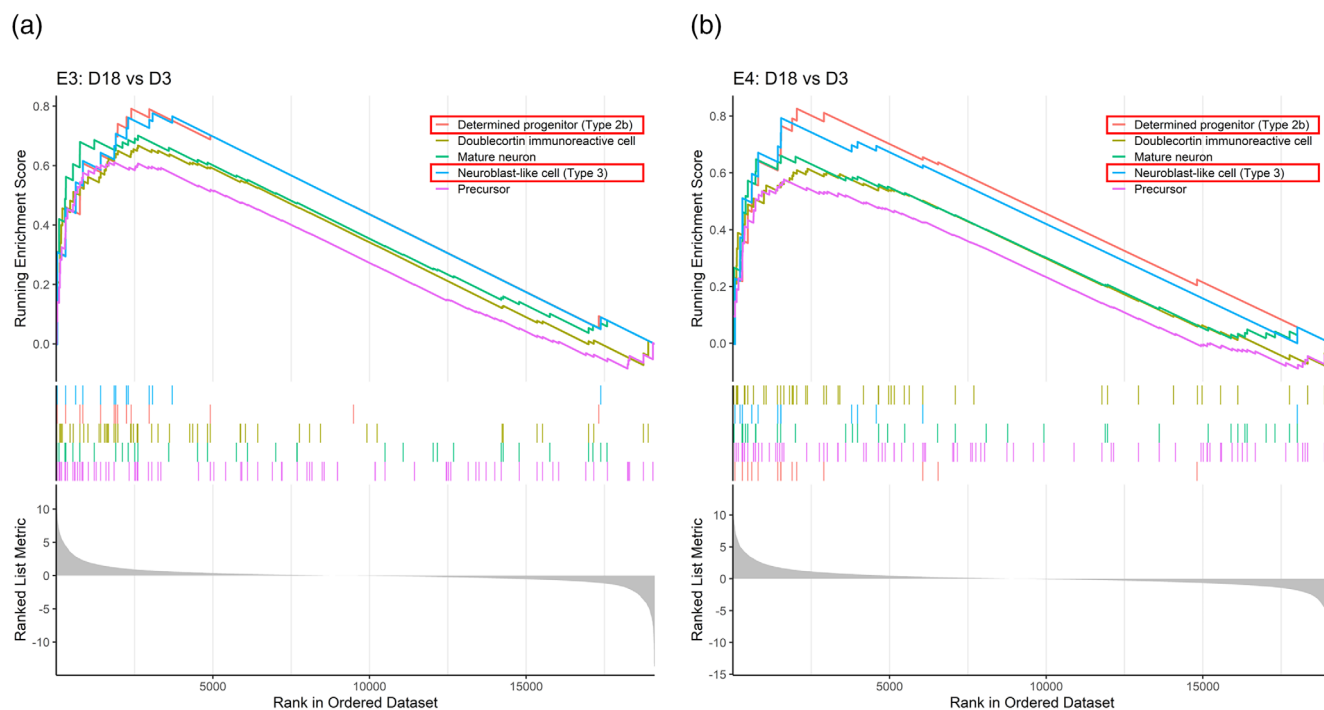 (a)
E3: D18 vs D3
Running Enrichment Score
0.8
0.6
0.4
0.2
0.0
Determined progenitor (Type 2b)
Doublecortin immunoreactive cell
Mature neuron
Neuroblast-like cell (Type 3)
Precursor
Ranked List Metric
10
5
0
-5
-10
5000
10000
15000
Rank in Ordered Dataset
(b)
E4: D18 vs D3
Running Enrichment Score
0.8
0.6
0.4
0.2
0.0
Determined progenitor (Type 2b)
Doublecortin immunoreactive cell
Mature neuron
Neuroblast-like cell (Type 3)
Precursor
Ranked List Metric
10
5
0
-5
-10
-15
5000
10000
15000
Rank in Ordered Dataset